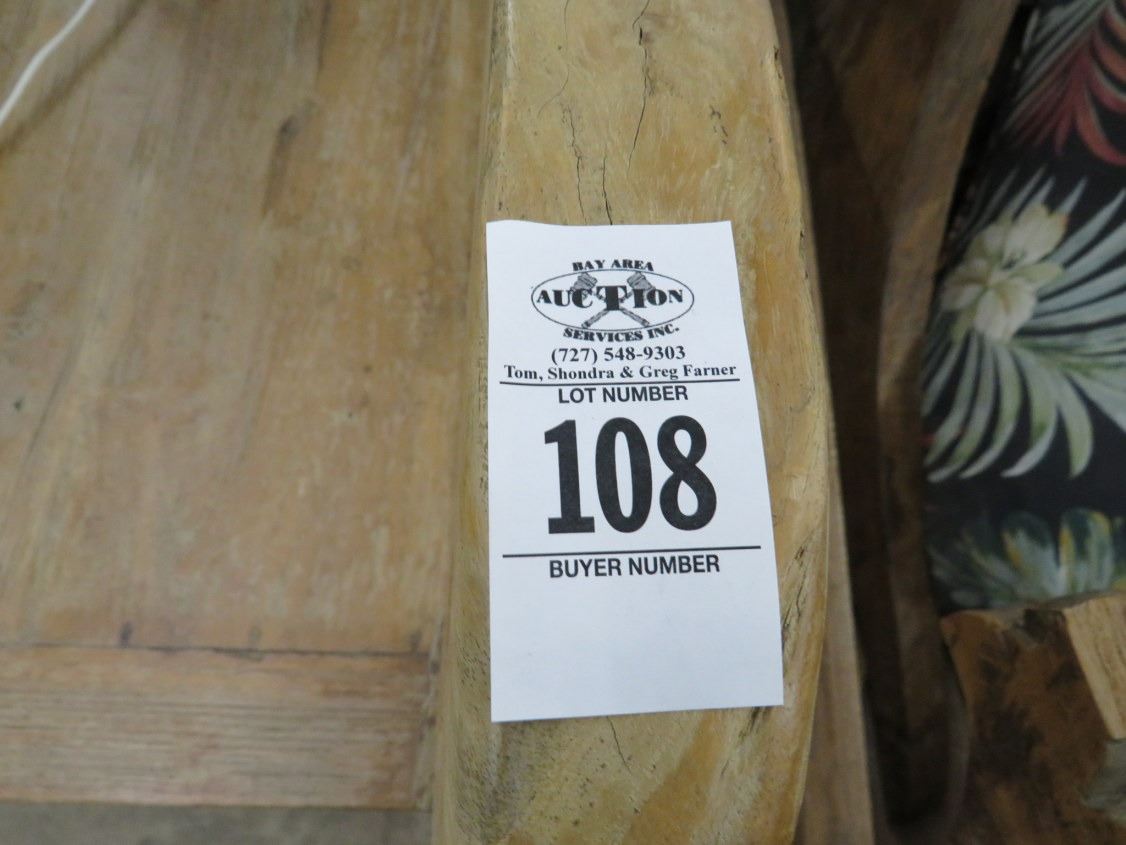 BAY AREA
AUCTION
SERVICES INC.
(727) 548-9303
Tom, Shondra & Greg Farner
LOT NUMBER
108
BUYER NUMBER